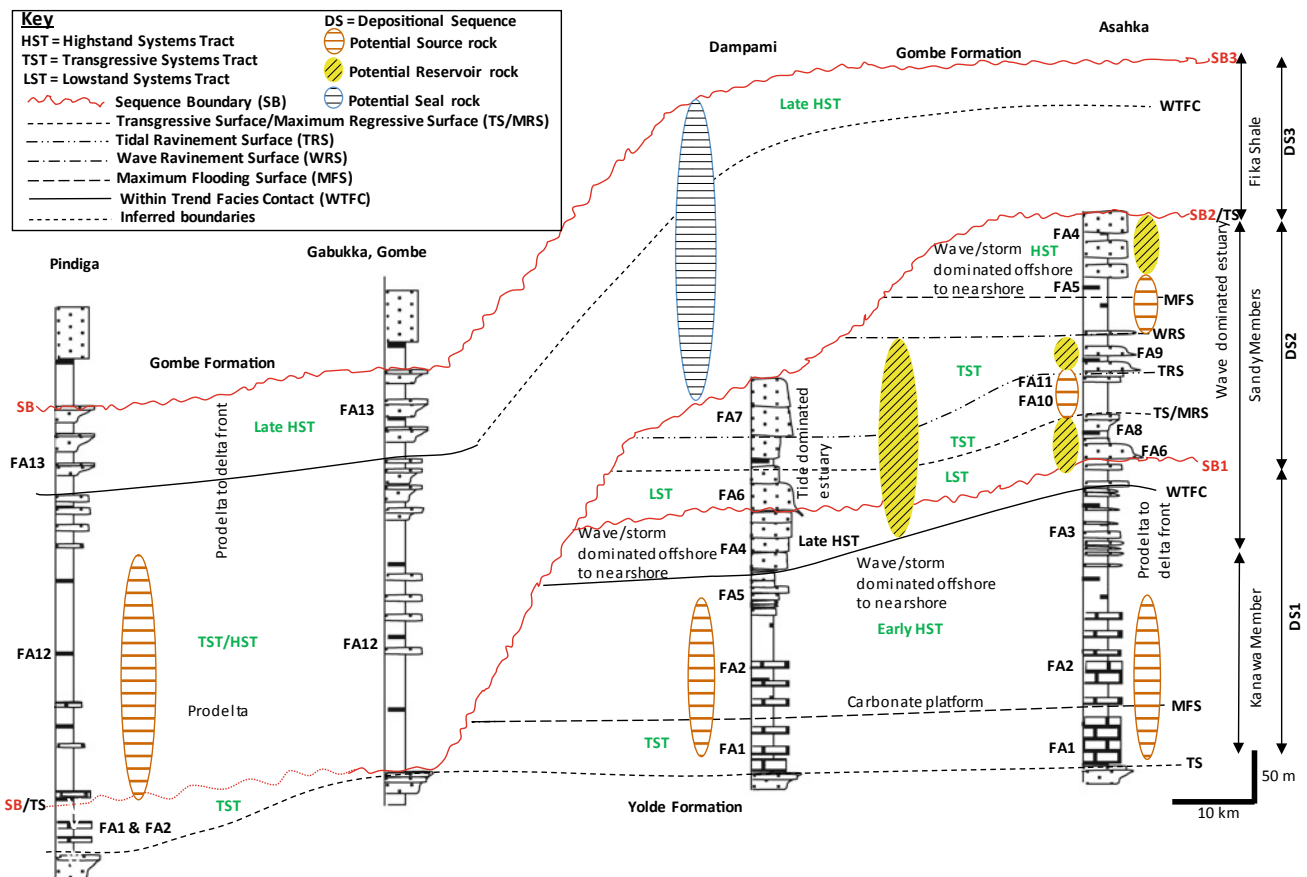 Key
HST = Highstand Systems Tract
TST = Transgressive Systems Tract
LST = Lowstand Systems Tract
Sequence Boundary (SB)
Transgressive Surface/Maximum Regressive Surface (TS/MRS)
Tidal Ravinement Surface (TRS)
Wave Ravinement Surface (WRS)
Maximum Flooding Surface (MFS)
Within Trend Facies Contact (WTFC)
Inferred boundaries
DS = Depositional Sequence
Potential Source rock
Potential Reservoir rock
Potential Seal rock
Pindiga
Gombe Formation
SB
Late HST
FA13
Prodelta to delta front
FA12
TST/HST
Prodelta
SB/TS
TST
FA1 & FA2
Gabukka, Gombe
FA13
FA12
Dampami
Gombe Formation
Late HST
FA7
Tide dominated
estuary
LST
FA6
Wave/storm
dominated offshore
to nearshore
FA4
Late HST
FA5
Wave/storm
dominated offshore
to nearshore
Early HST
FA2
Carbonate platform
TST
FA1
Yolde Formation
Asahka
SB3
WTFC
SB2/TS
FA4
HST
Wave/storm
dominated offshore
to nearshore
FA5
MFS
WRS
FA9
TST
TRS
FA11
FA10
TS/MRS
TST
FA8
FA6
LST
SB1
WTFC
FA3
Prodelta to
delta front
FA2
MFS
FA1
TS
Wave dominated estuary
Fika Shale
Sandy Members
Kanawa Member
DS3
DS2
DS1
50 m
10 km